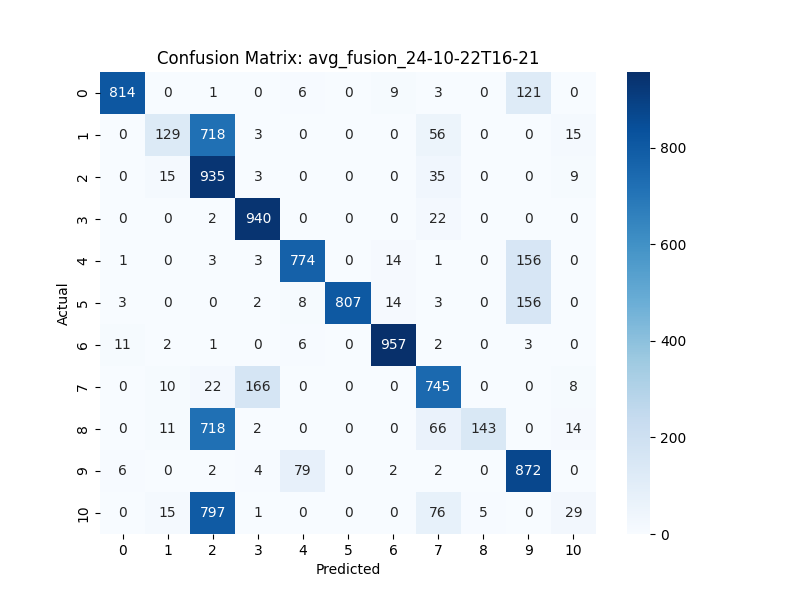 Confusion Matrix: avg_fusion_24-10-22T16-21
0 814 0 1 0 6 0 9 3 0 121 0
1 0 129 718 3 0 0 0 56 0 0 15
2 0 15 935 3 0 0 0 35 0 0 9
3 0 0 2 940 0 0 0 22 0 0 0
4 1 0 3 3 774 0 14 1 0 156 0
5 3 0 0 2 8 807 14 3 0 156 0
6 11 2 1 0 6 0 957 2 0 3 0
7 0 10 22 166 0 0 0 745 0 0 8
8 0 11 718 2 0 0 0 66 143 0 14
9 6 0 2 4 79 0 2 2 0 872 0
10 0 15 797 1 0 0 0 76 5 0 29
0 1 2 3 4 5 6 7 8 9 10
Predicted
Actual
800
600
400
200
0